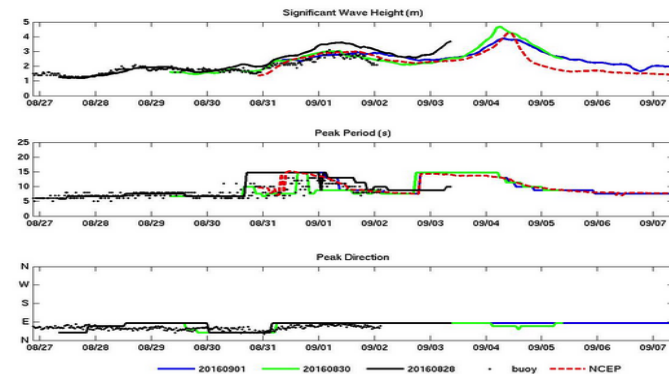 Significant Wave Height (m)
5
4
3
2
1
0
08/27 08/28 08/29 08/30 08/31 09/01 09/02 09/03 09/04 09/05 09/06 09/07
Peak Period (s)
25
20
15
10
5
0
08/27 08/28 08/29 08/30 08/31 09/01 09/02 09/03 09/04 09/05 09/06 09/07
Peak Direction
N
W
S
E
N
08/27 08/28 08/29 08/30 08/31 09/01 09/02 09/03 09/04 09/05 09/06 09/07
20160901 20160830 20160828 buoy NCEP